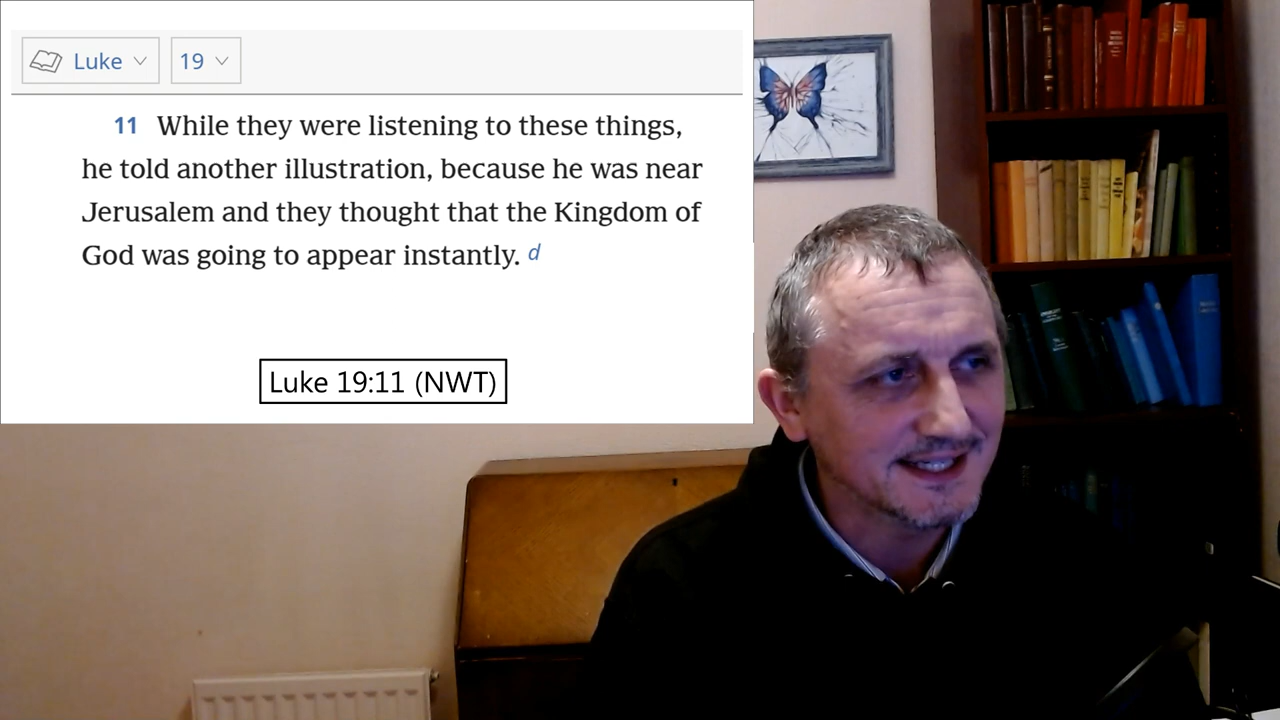 Luke 19
11 While they were listening to these things,
he told another illustration, because he was near
Jerusalem and they thought that the Kingdom of
God was going to appear instantly. d
Luke 19:11 (NWT)